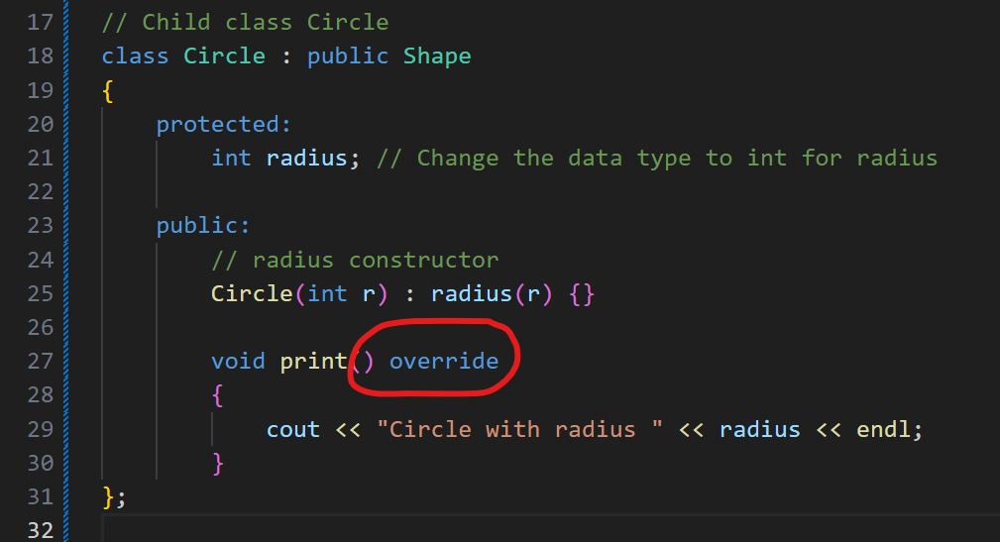 17 // Child class Circle
18 class Circle : public Shape
19 {
20     protected:
21         int radius; // Change the data type to int for radius
22
23     public:
24         // radius constructor
25         Circle(int r) : radius(r) {}
26
27         void print() override
28         {
29             cout << "Circle with radius " << radius << endl;
30         }
31 };
32